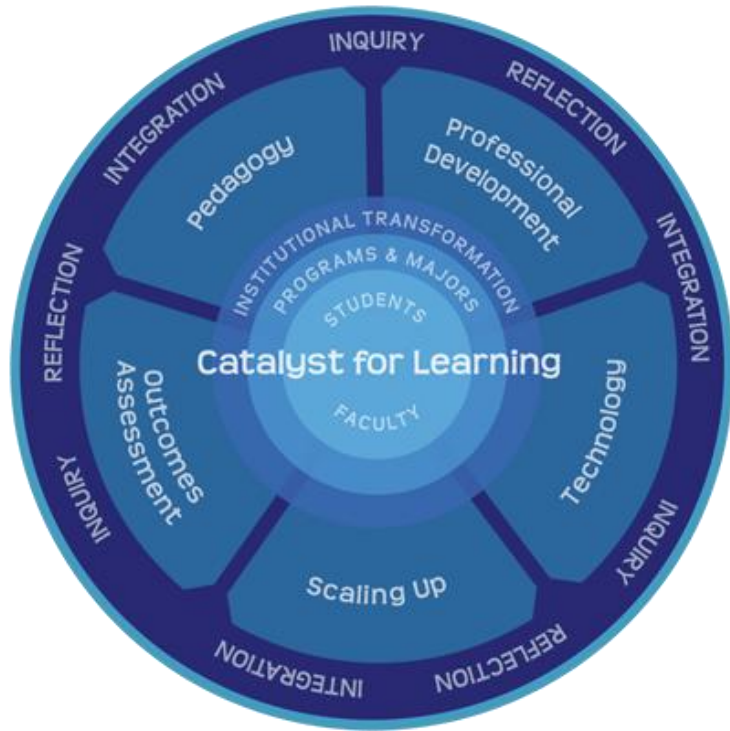 INQUIRY
REFLECTION
INTEGRATION
INQUIRY
REFLECTION
INTEGRATION
INQUIRY
REFLECTION
INTEGRATION
Pedagogy
Professional
Development
Technology
Scaling Up
Outcomes
Assessment
INSTITUTIONAL TRANSFORMATION
PROGRAMS & MAJORS
STUDENTS
Catalyst for Learning
FACULTY